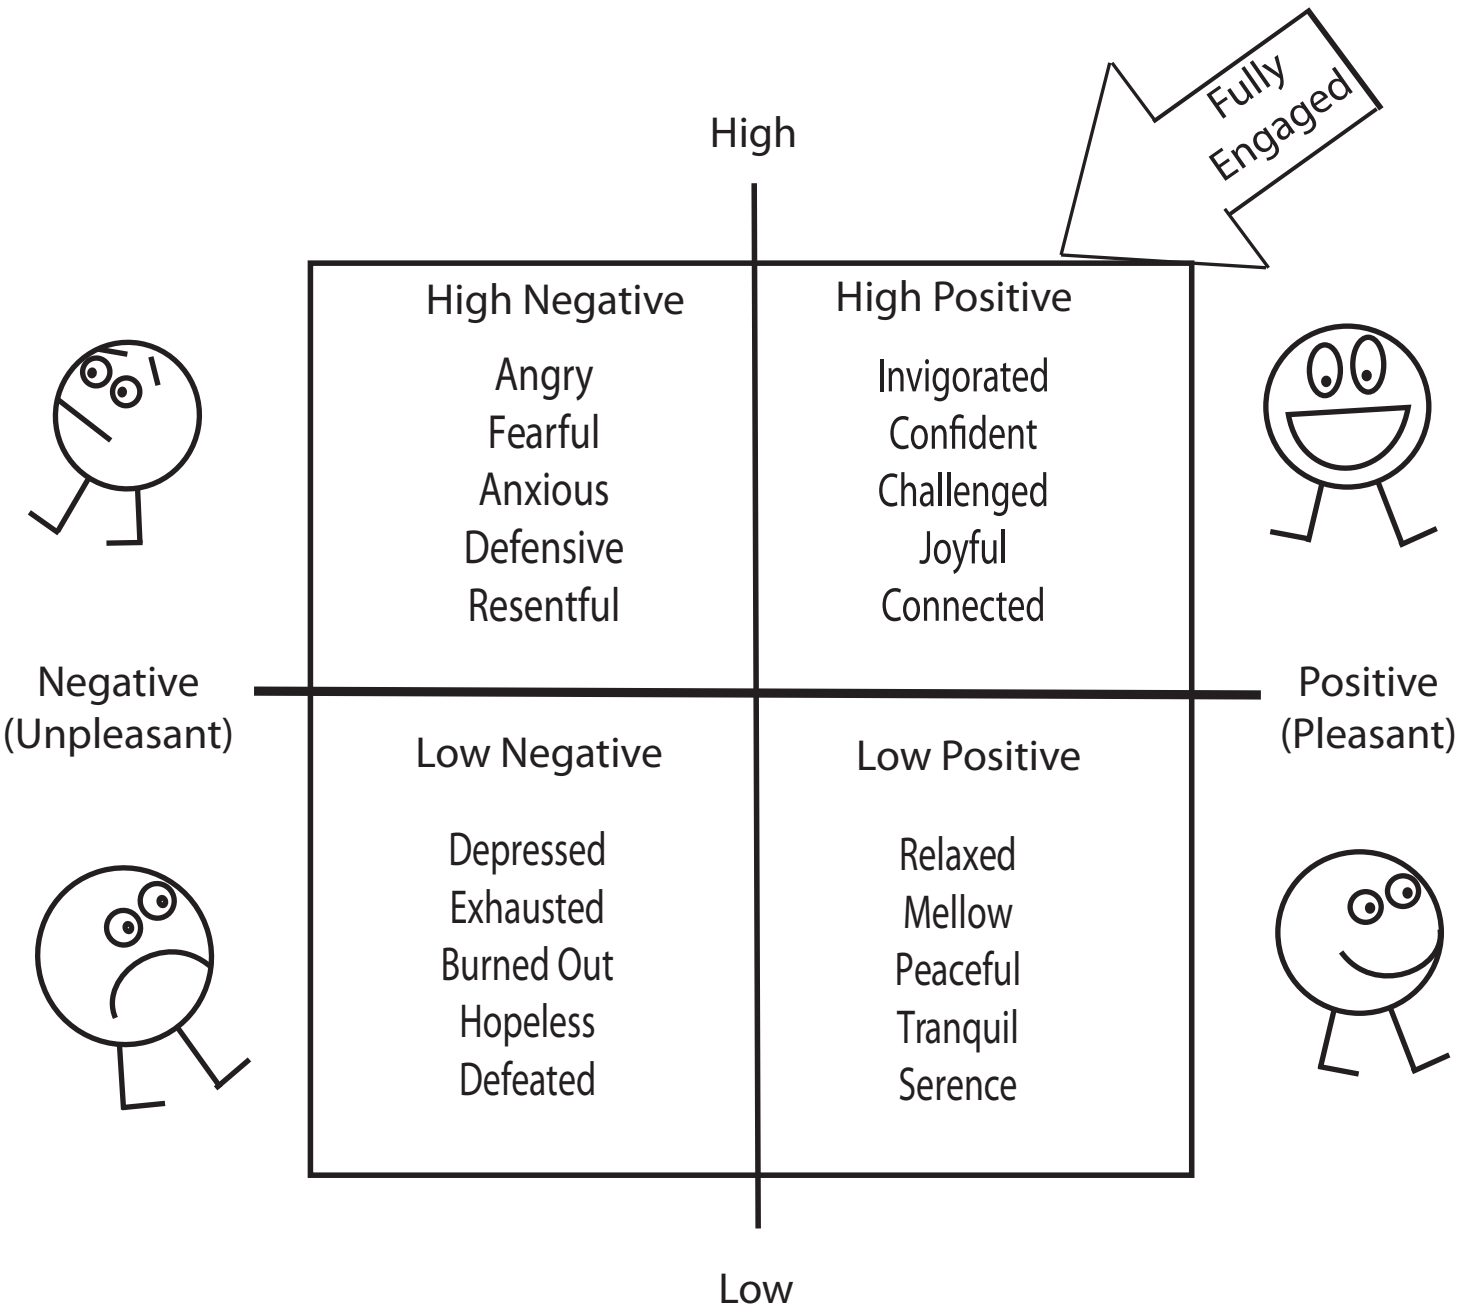 High
Fully
Engaged
High Negative
Angry
Fearful
Anxious
Defensive
Resentful
High Positive
Invigorated
Confident
Challenged
Joyful
Connected
Negative
(Unpleasant)
Positive
(Pleasant)
Low Negative
Depressed
Exhausted
Burned Out
Hopeless
Defeated
Low Positive
Relaxed
Mellow
Peaceful
Tranquil
Serence
Low